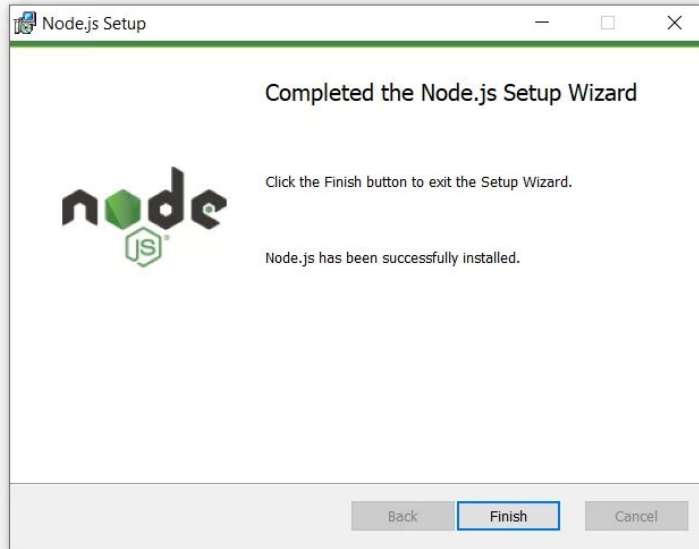 Node.js Setup
Completed the Node.js Setup Wizard
Click the Finish button to exit the Setup Wizard.
node
JS
Node.js has been successfully installed.
Back
Finish
Cancel